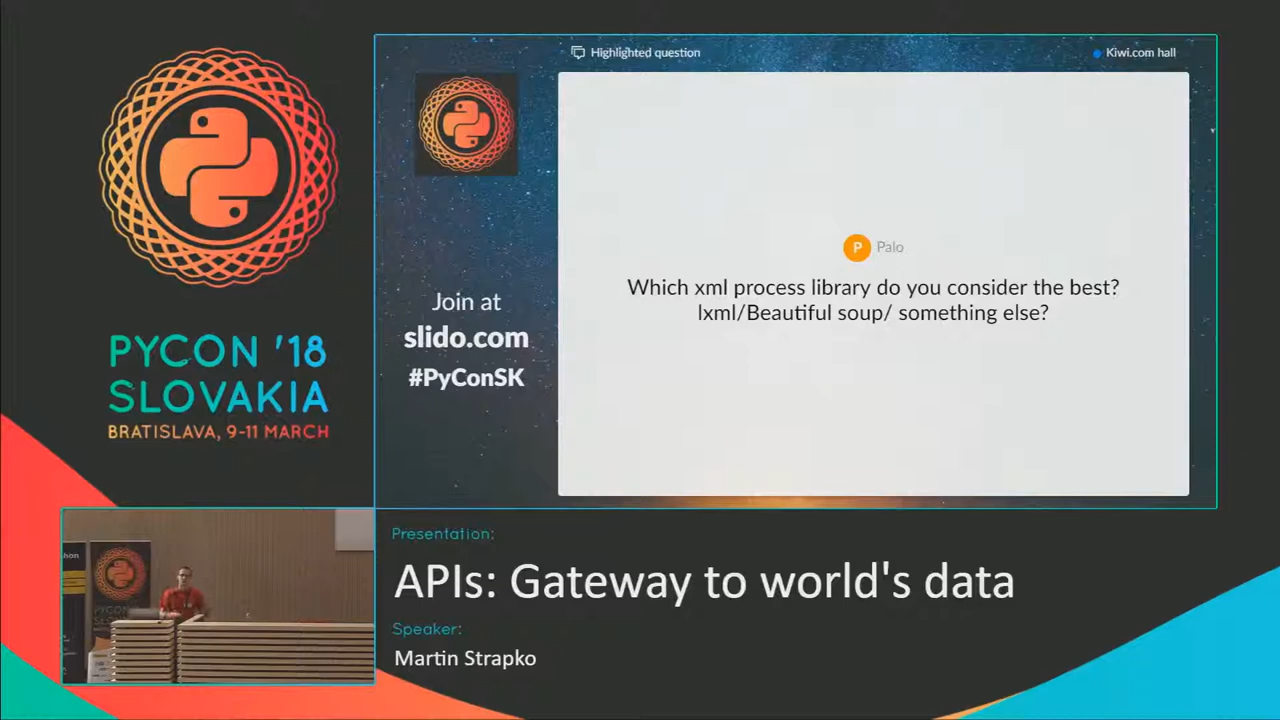 PYCON '18
SLOVAKIA
BRATISLAVA, 9-11 MARCH
Highlighted question
Kiwi.com hall
Join at
slido.com
#PyConSK
P Palo
Which xml process library do you consider the best?
lxml/Beautiful soup/ something else?
Presentation:
APIs: Gateway to world's data
Speaker:
Martin Strapko
hon
PYCON